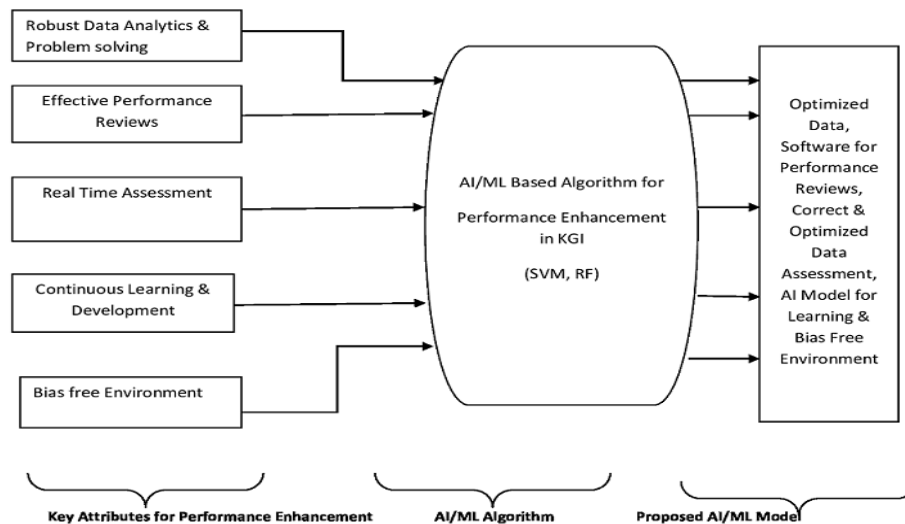 Robust Data Analytics &
Problem solving
Effective Performance
Reviews
Real Time Assessment
Continuous Learning &
Development
Bias free Environment
AI/ML Based Algorithm for
Performance Enhancement
in KGI
(SVM, RF)
Optimized
Data,
Software for
Performance
Reviews,
Correct &
Optimized
Data
Assessment,
AI Model for
Learning &
Bias Free
Environment
Key Attributes for Performance Enhancement
AI/ML Algorithm
Proposed AI/ML Model